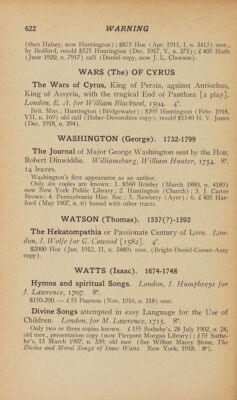 622 WARNING
(then Halsey, now Huntington); $875 Hoe (Apr. 1911, I, n. 3415) mor.,
by Bedford, resold $525 Huntington (Dec. 1917, V, n. 375); £405 Huth
(June 1920, n. 7917) calf (Daniel copy, now J. L. Clawson).
WARS (The) OF CYRUS
The Wars of Cyrus, King of Persia, against Antiochus,
King of Assyria, with the tragical End of Panthæa [a play].
London, E. A. for William Blackwal, 1594. 4°.
Brit. Mus.; Huntington (Bridgewater); $395 Huntington (Febr. 1918,
VII, n. 169) old calf (Heber-Devonshire copy), resold $1540 H. V. Jones
(Dec. 1918, n. 394).
WASHINGTON (George). 1732-1799
The Journal of Major George Washington sent by the Hon.
Robert Dinwiddie. Williamsburg, William Hunter, 1754. 8°.
14 leaves.
Washington's first appearance as an author.
Only six copies are known: 1. $560 Brinley (March 1880, n. 4189)
now New York Public Library; 2. Huntington (Church); 3. J. Carter
Brown; 4. Pennsylvania Hist. Soc.; 5. Newbery (Ayer); 6. £405 Har-
ford (May 1907, n. 6) bound with other tracts.
WATSON (Thomas). 1557(?)-1592
The Hekatompathia or Passionate Century of Love. Lon-
don, J. Wolfe for G. Cawood [1582]. 4°.
$2000 Hoe (Jan. 1912, II, n. 3480) mor. (Bright-Daniel-Corser-Asay
copy).
WATTS (Isaac). 1674-1748
Hymns and spiritual Songs. London, J. Humphreys for
J. Lawrence, 1707. 8°.
$150-200. — £55 Pearson (Nov. 1916, n. 318) mor.
Divine Songs attempted in easy Language for the Use of
Children. London, for M. Lawrence, 1715. 8°.
Only two or three copies known. £155 Sotheby's, 28 July 1902, n. 24,
old mor., presentation copy (now Pierpont Morgan Library); £55 Sothe-
by's, 13 March 1907, n. 339, old mor. (See Wilbur Macey Stone, The
Divine and Moral Songs of Isaac Watts. New York, 1918. 8°).